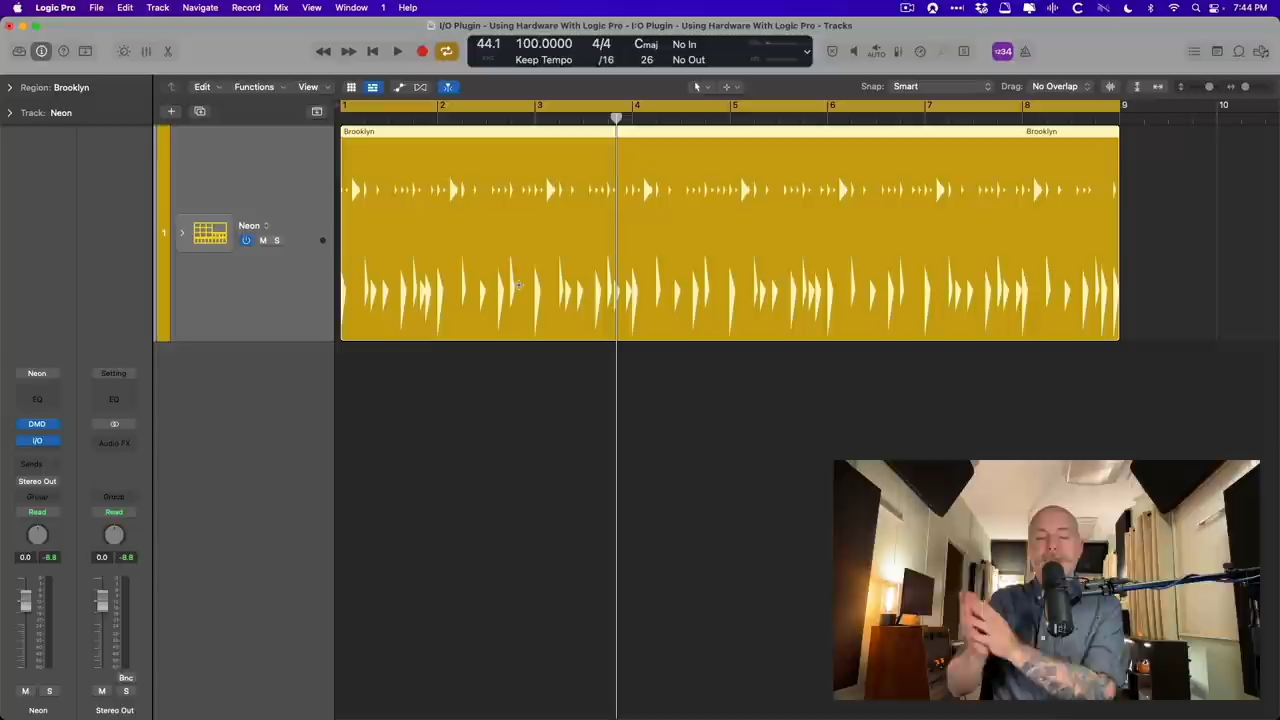 Logic Pro File Edit Track Navigate Record Mix View Window 1 Help 7:44 PM
I/O Plugin - Using Hardware With Logic Pro - I:O Plugin - Using Hardware With Logic Pro - Tracks
44.1 100.0000 4/4 Cmaj No In
KHZ Keep Tempo /16 26 No Out
AUTO
1234
Region: Brooklyn
Edit Functions View
Snap: Smart Drag: No Overlap
1 2 3 4 5 6 7 8 9 10
Track: Neon
Brooklyn Brooklyn
1
Neon
M S
Neon Setting
EQ EQ
DMD
I/O Audio FX
Sends
Stereo Out
Group Group
Read Read
0.0 -8.8 0.0 -8.8
Bnc
M S M S
Neon Stereo Out